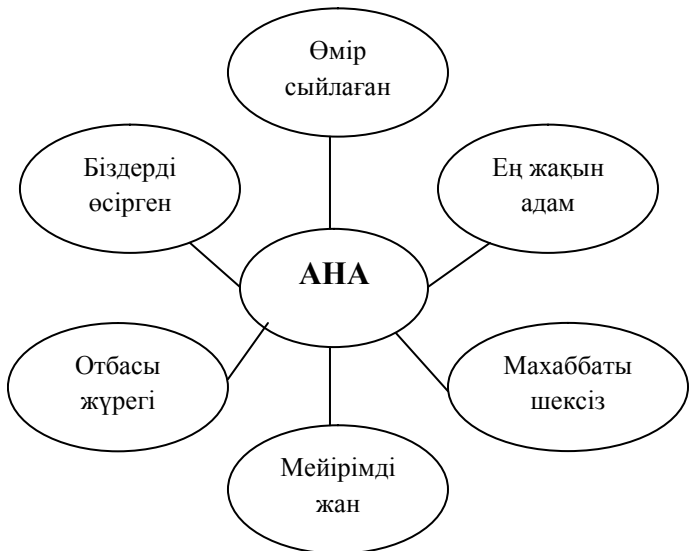 Өмір
сыйлаған
Біздерді
өсірген
Ең жақын
адам
АНА
Отбасы
жүрегі
Махаббаты
шексіз
Мейірімді
жан